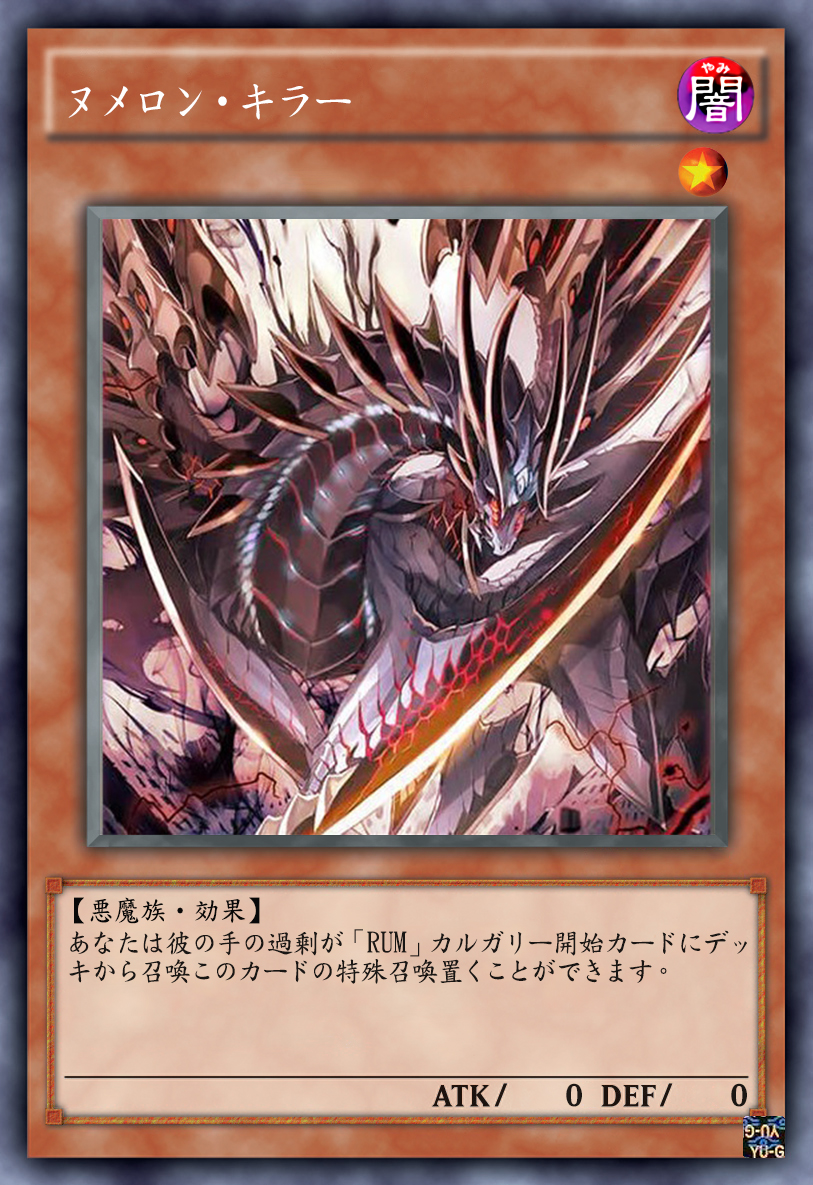 ヌメロン・キラー
やみ
闇
【悪魔族・効果】
あなたは彼の手の過剰が「RUM」カルガリー開始カードにデッ
キから召喚このカードの特殊召喚置くことができます。
ATK/ 0 DEF/ 0
YU-G
YU-G